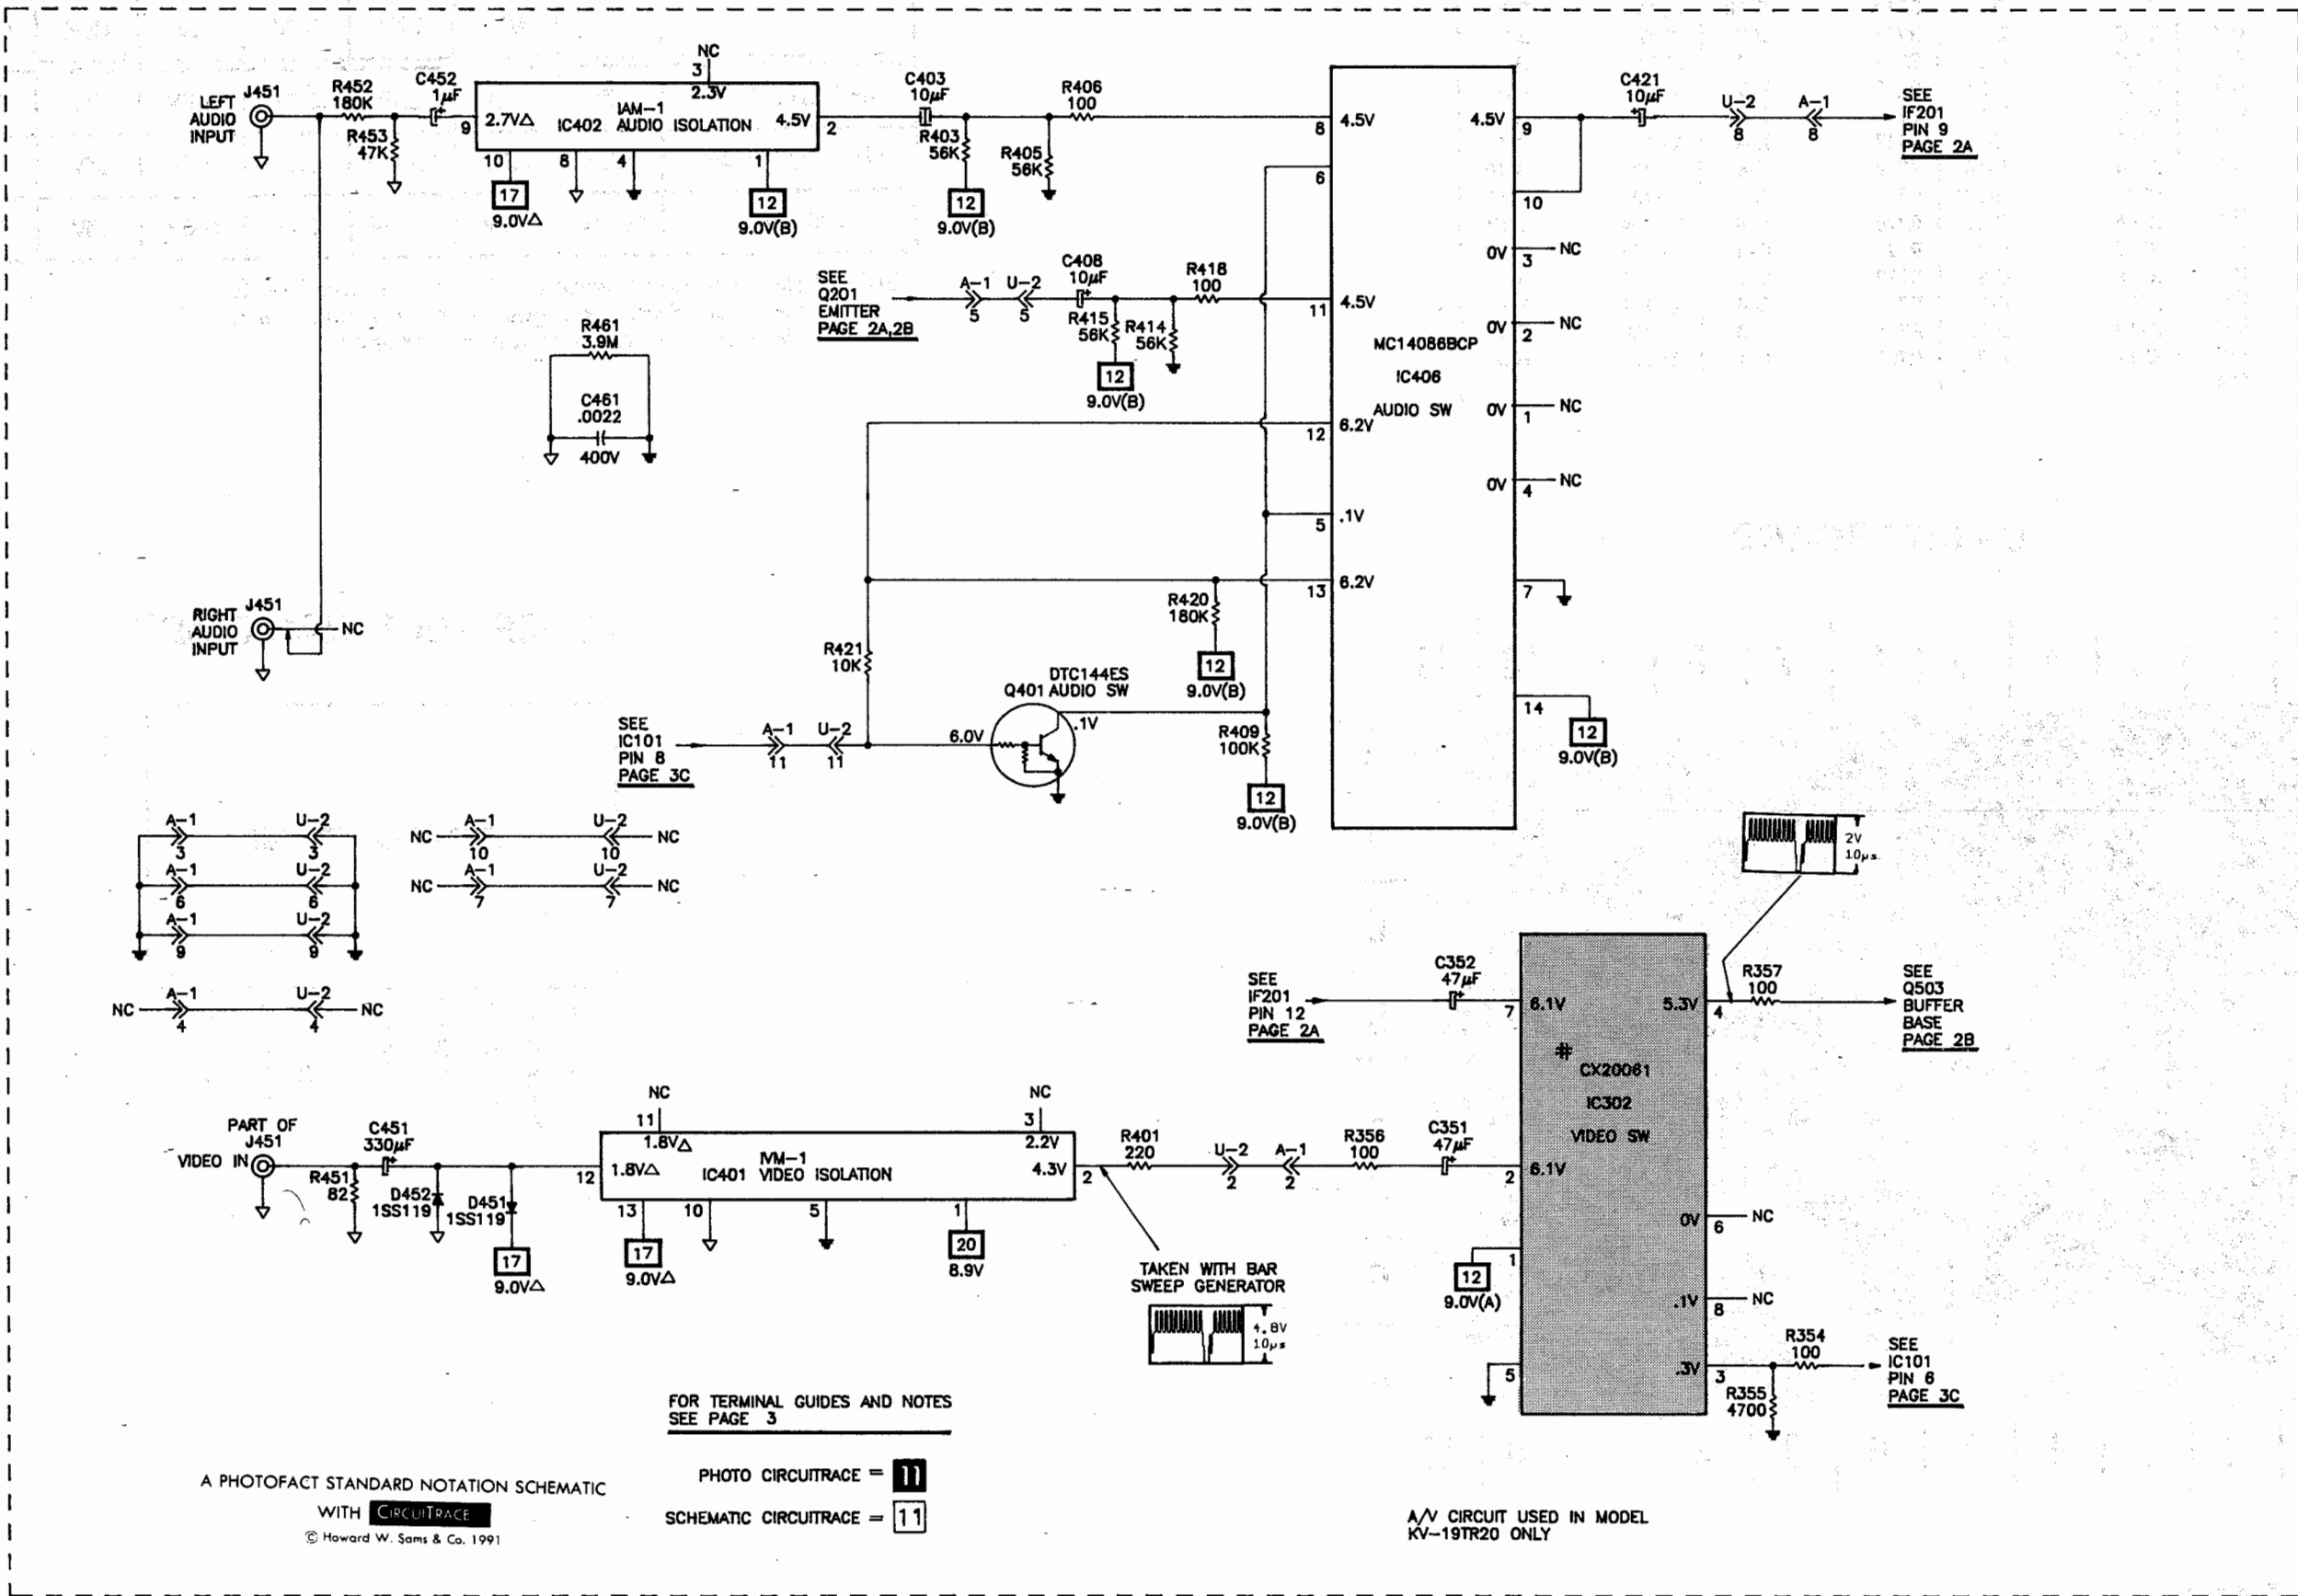 NC
3
2.3V
LEFT
AUDIO
INPUT
J451
R452
180K
R453
47K
C452
1µF
9
2.7V△
IAM-1
IC402 AUDIO ISOLATION
4.5V
2
10
8
4
1
17
9.0V△
12
9.0V(B)
C403
10µF
R403
56K
12
9.0V(B)
R405
56K
R406
100
8
4.5V
6
4.5V
9
10
C421
10µF
U-2
8
A-1
8
SEE
IF201
PIN 9
PAGE 2A
0V
3
NC
0V
2
NC
0V
1
NC
0V
4
NC
7
14
12
9.0V(B)
SEE
Q201
EMITTER
PAGE 2A,2B
A-1
5
U-2
5
C408
10µF
R415
56K
R414
56K
12
9.0V(B)
R418
100
11
4.5V
MC14086BCP
IC406
AUDIO SW
12
6.2V
5
.1V
13
6.2V
R461
3.9M
C461
.0022
400V
RIGHT
AUDIO
INPUT
J451
NC
R421
10K
R420
180K
12
9.0V(B)
DTC144ES
Q401 AUDIO SW
6.0V
.1V
R409
100K
12
9.0V(B)
SEE
IC101
PIN 8
PAGE 3C
A-1
11
U-2
11
A-1
3
U-2
3
A-1
6
U-2
6
A-1
9
U-2
9
NC
A-1
10
U-2
10
NC
NC
A-1
7
U-2
7
NC
NC
A-1
4
U-2
4
NC
2V
10µs
SEE
IF201
PIN 12
PAGE 2A
C352
47µF
7
6.1V
5.3V
4
R357
100
SEE
Q503
BUFFER
BASE
PAGE 2B
#
CX20061
IC302
VIDEO SW
PART OF
J451
VIDEO IN
R451
82
C451
330µF
D452
1SS119
D451
1SS119
17
9.0V△
NC
11
1.8V△
12
1.8V△
IVM-1
IC401 VIDEO ISOLATION
NC
3
2.2V
4.3V
2
13
10
5
1
17
9.0V△
20
8.9V
R401
220
U-2
2
A-1
2
R356
100
C351
47µF
2
6.1V
0V
6
NC
1
12
9.0V(A)
.1V
8
NC
5
.3V
3
R354
100
R355
4700
SEE
IC101
PIN 6
PAGE 3C
TAKEN WITH BAR
SWEEP GENERATOR
4.8V
10µs
FOR TERMINAL GUIDES AND NOTES
SEE PAGE 3
PHOTO CIRCUITRACE = 11
SCHEMATIC CIRCUITRACE = 11
A PHOTOFACT STANDARD NOTATION SCHEMATIC
WITH CIRCUITRACE
© Howard W. Sams & Co. 1991
A/V CIRCUIT USED IN MODEL
KV-19TR20 ONLY